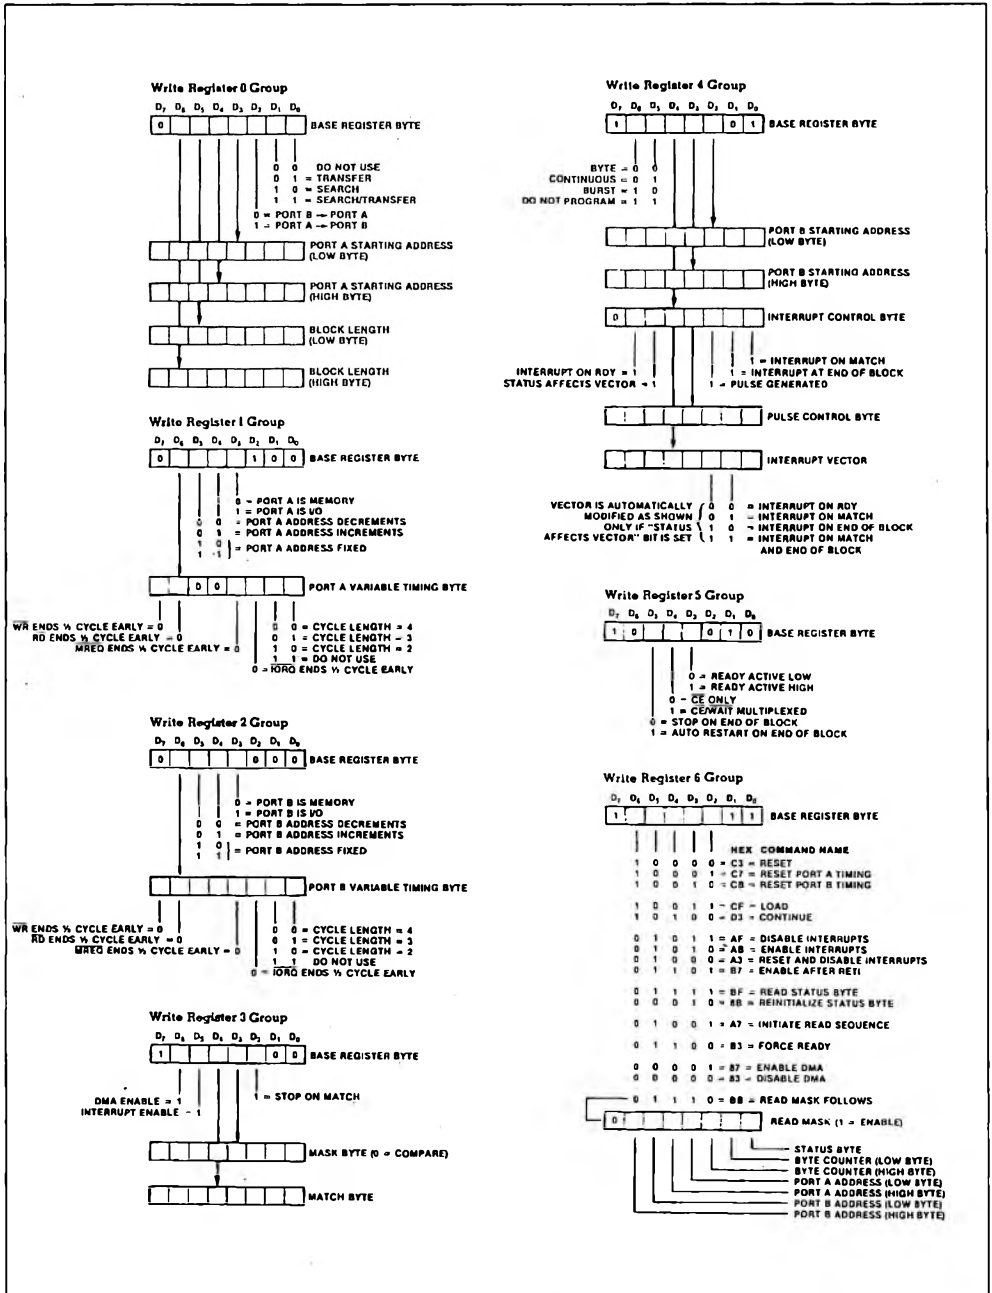 Write Register 0 Group
D7 D6 D5 D4 D3 D2 D1 D0
0 BASE REGISTER BYTE
0 0 DO NOT USE
0 1 = TRANSFER
1 0 = SEARCH
1 1 = SEARCH/TRANSFER
0 = PORT B → PORT A
1 = PORT A → PORT B
PORT A STARTING ADDRESS
(LOW BYTE)
PORT A STARTING ADDRESS
(HIGH BYTE)
BLOCK LENGTH
(LOW BYTE)
BLOCK LENGTH
(HIGH BYTE)
Write Register 1 Group
D7 D6 D5 D4 D3 D2 D1 D0
0 1 0 0 BASE REGISTER BYTE
0 = PORT A IS MEMORY
1 = PORT A IS I/O
0 0 = PORT A ADDRESS DECREMENTS
0 1 = PORT A ADDRESS INCREMENTS
1 0
1 1 } = PORT A ADDRESS FIXED
0 0 PORT A VARIABLE TIMING BYTE
WR ENDS ½ CYCLE EARLY = 0
RD ENDS ½ CYCLE EARLY = 0
MREQ ENDS ½ CYCLE EARLY = 0
0 0 = CYCLE LENGTH = 4
0 1 = CYCLE LENGTH = 3
1 0 = CYCLE LENGTH = 2
1 1 = DO NOT USE
0 = IORQ ENDS ½ CYCLE EARLY
Write Register 2 Group
D7 D6 D5 D4 D3 D2 D1 D0
0 0 0 0 BASE REGISTER BYTE
0 = PORT B IS MEMORY
1 = PORT B IS I/O
0 0 = PORT B ADDRESS DECREMENTS
0 1 = PORT B ADDRESS INCREMENTS
1 0
1 1 } = PORT B ADDRESS FIXED
PORT B VARIABLE TIMING BYTE
WR ENDS ½ CYCLE EARLY = 0
RD ENDS ½ CYCLE EARLY = 0
MREQ ENDS ½ CYCLE EARLY = 0
0 0 = CYCLE LENGTH = 4
0 1 = CYCLE LENGTH = 3
1 0 = CYCLE LENGTH = 2
1 1 DO NOT USE
0 = IORQ ENDS ½ CYCLE EARLY
Write Register 3 Group
D7 D6 D5 D4 D3 D2 D1 D0
1 0 0 BASE REGISTER BYTE
DMA ENABLE = 1
INTERRUPT ENABLE = 1
1 = STOP ON MATCH
MASK BYTE (0 = COMPARE)
MATCH BYTE
Write Register 4 Group
D7 D6 D5 D4 D3 D2 D1 D0
1 0 1 BASE REGISTER BYTE
BYTE = 0 0
CONTINUOUS = 0 1
BURST = 1 0
DO NOT PROGRAM = 1 1
PORT B STARTING ADDRESS
(LOW BYTE)
PORT B STARTING ADDRESS
(HIGH BYTE)
0 INTERRUPT CONTROL BYTE
INTERRUPT ON RDY = 1
STATUS AFFECTS VECTOR = 1
1 = INTERRUPT ON MATCH
1 = INTERRUPT AT END OF BLOCK
1 = PULSE GENERATED
PULSE CONTROL BYTE
INTERRUPT VECTOR
VECTOR IS AUTOMATICALLY 0 0 = INTERRUPT ON RDY
MODIFIED AS SHOWN 0 1 = INTERRUPT ON MATCH
ONLY IF "STATUS 1 0 = INTERRUPT ON END OF BLOCK
AFFECTS VECTOR" BIT IS SET 1 1 = INTERRUPT ON MATCH
AND END OF BLOCK
Write Register 5 Group
D7 D6 D5 D4 D3 D2 D1 D0
1 0 0 1 0 BASE REGISTER BYTE
0 = READY ACTIVE LOW
1 = READY ACTIVE HIGH
0 = CE ONLY
1 = CE/WAIT MULTIPLEXED
0 = STOP ON END OF BLOCK
1 = AUTO RESTART ON END OF BLOCK
Write Register 6 Group
D7 D6 D5 D4 D3 D2 D1 D0
1 1 1 BASE REGISTER BYTE
HEX COMMAND NAME
1 0 0 0 0 = C3 = RESET
1 0 0 0 1 = C7 = RESET PORT A TIMING
1 0 0 1 0 = CB = RESET PORT B TIMING
1 0 0 1 1 = CF = LOAD
1 0 1 0 0 = D3 = CONTINUE
0 1 0 1 1 = AF = DISABLE INTERRUPTS
0 1 0 1 0 = AB = ENABLE INTERRUPTS
0 1 0 0 0 = A3 = RESET AND DISABLE INTERRUPTS
0 1 1 0 1 = B7 = ENABLE AFTER RETI
0 1 1 1 1 = BF = READ STATUS BYTE
0 0 0 1 0 = 8B = REINITIALIZE STATUS BYTE
0 1 0 0 1 = A7 = INITIATE READ SEQUENCE
0 1 1 0 0 = B3 = FORCE READY
0 0 0 0 1 = 87 = ENABLE DMA
0 0 0 0 0 = 83 = DISABLE DMA
0 1 1 1 0 = BB = READ MASK FOLLOWS
0 READ MASK (1 = ENABLE)
STATUS BYTE
BYTE COUNTER (LOW BYTE)
BYTE COUNTER (HIGH BYTE)
PORT A ADDRESS (LOW BYTE)
PORT A ADDRESS (HIGH BYTE)
PORT B ADDRESS (LOW BYTE)
PORT B ADDRESS (HIGH BYTE)